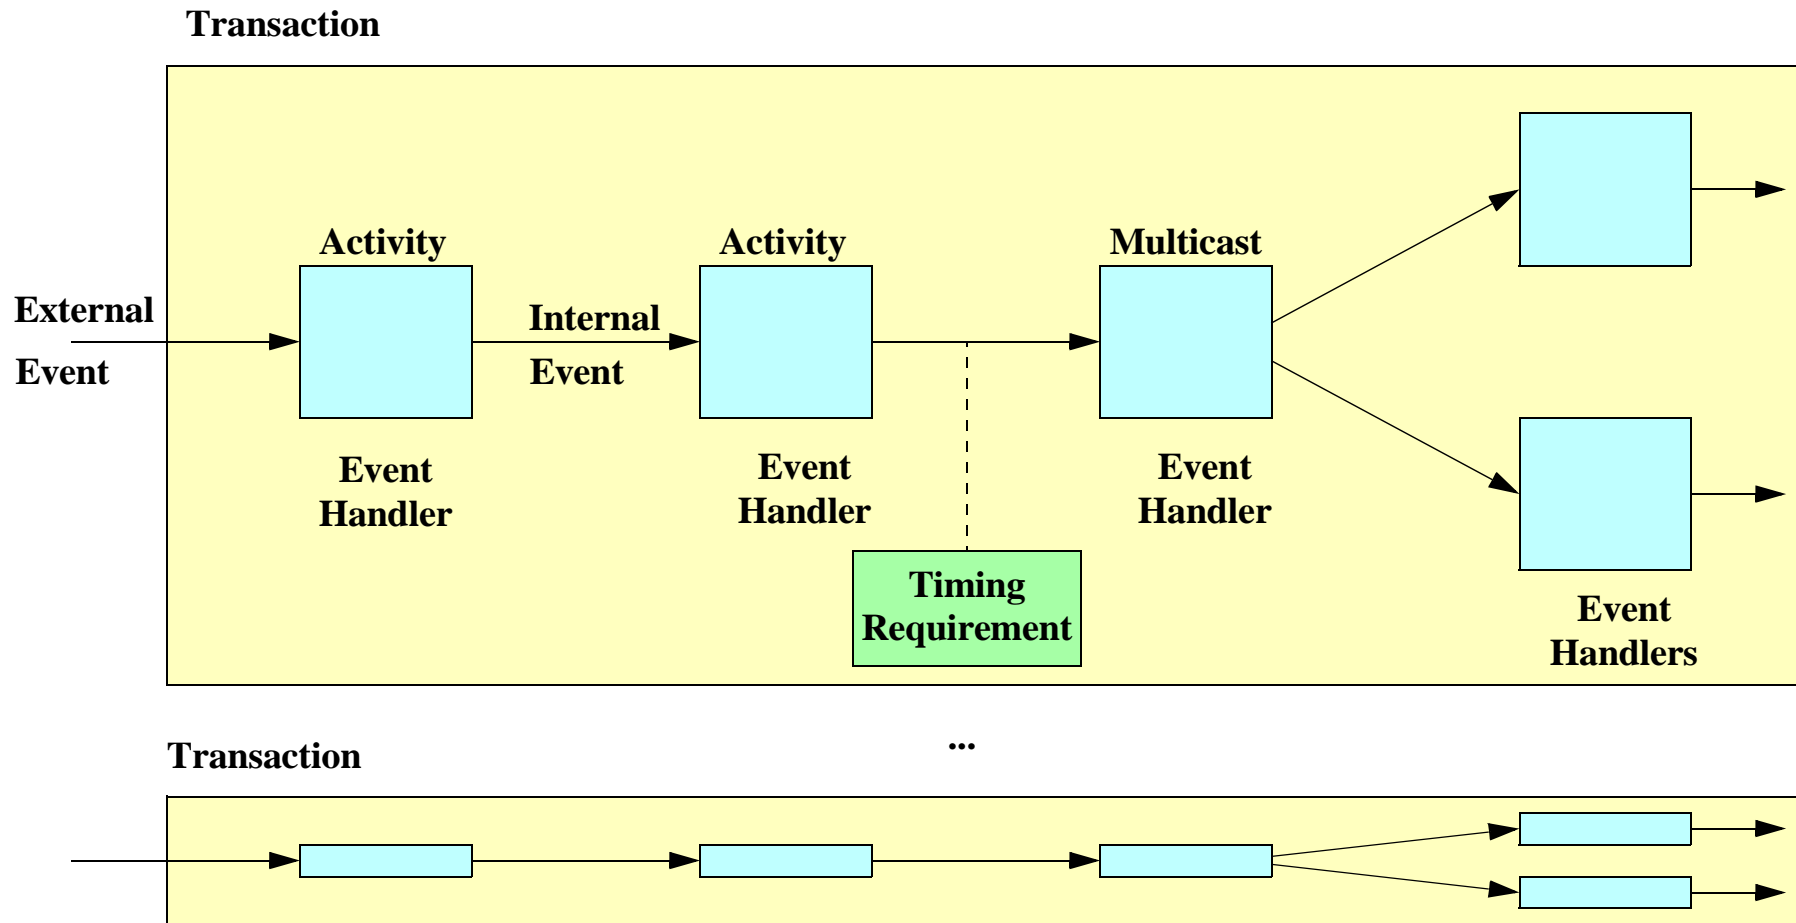 Transaction
Activity
Activity
Multicast
External
Event
Internal
Event
Event
Handler
Event
Handler
Event
Handler
Timing
Requirement
Event
Handlers
...
Transaction